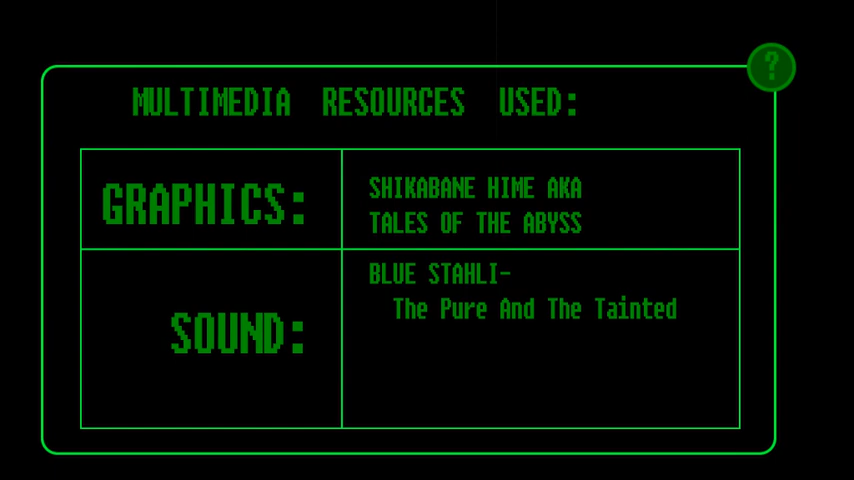 ?
MULTIMEDIA RESOURCES USED:
GRAPHICS:
SHIKABANE HIME AKA
TALES OF THE ABYSS
SOUND:
BLUE STAHLI-
The Pure And The Tainted